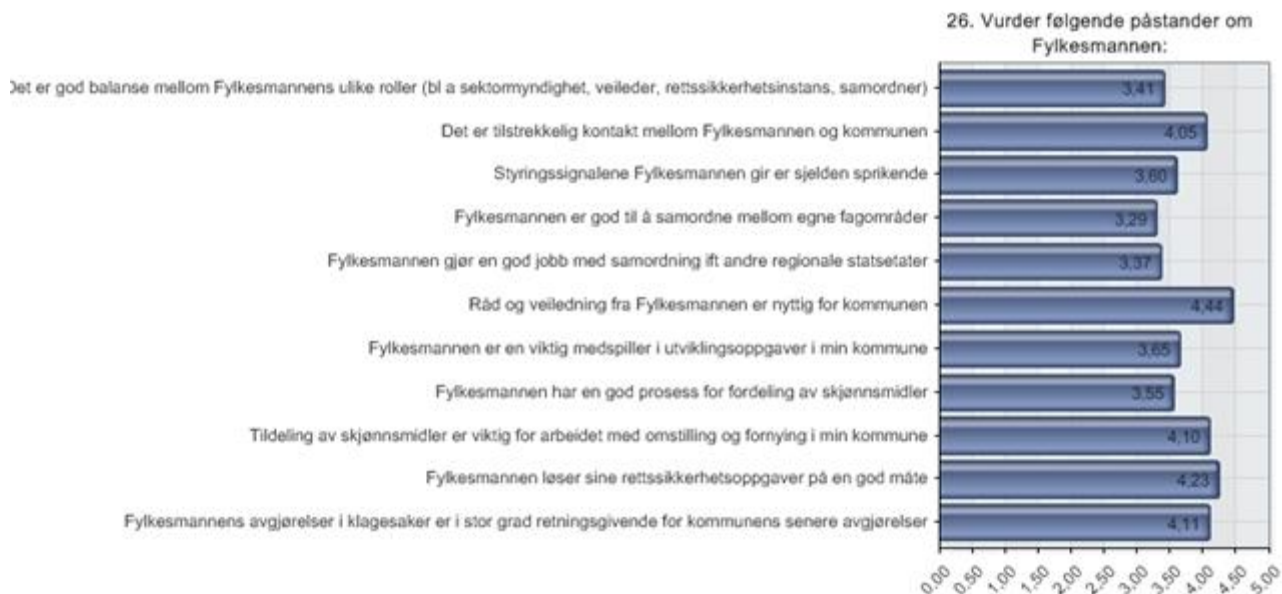 26. Vurder følgende påstander om
Fylkesmannen:
Det er god balanse mellom Fylkesmannens ulike roller (bl a sektormyndighet, veileder, rettssikkerhetsinstans, samordner)
3,41
Det er tilstrekkelig kontakt mellom Fylkesmannen og kommunen
4,05
Styringssignalene Fylkesmannen gir er sjelden sprikende
3,60
Fylkesmannen er god til å samordne mellom egne fagområder
3,29
Fylkesmannen gjør en god jobb med samordning ift andre regionale statsetater
3,37
Råd og veiledning fra Fylkesmannen er nyttig for kommunen
4,44
Fylkesmannen er en viktig medspiller i utviklingsoppgaver i min kommune
3,65
Fylkesmannen har en god prosess for fordeling av skjønnsmidler
3,55
Tildeling av skjønnsmidler er viktig for arbeidet med omstilling og fornying i min kommune
4,10
Fylkesmannen løser sine rettssikkerhetsoppgaver på en god måte
4,23
Fylkesmannens avgjørelser i klagesaker er i stor grad retningsgivende for kommunens senere avgjørelser
4,11
0,00 0,50 1,00 1,50 2,00 2,50 3,00 3,50 4,00 4,50 5,00